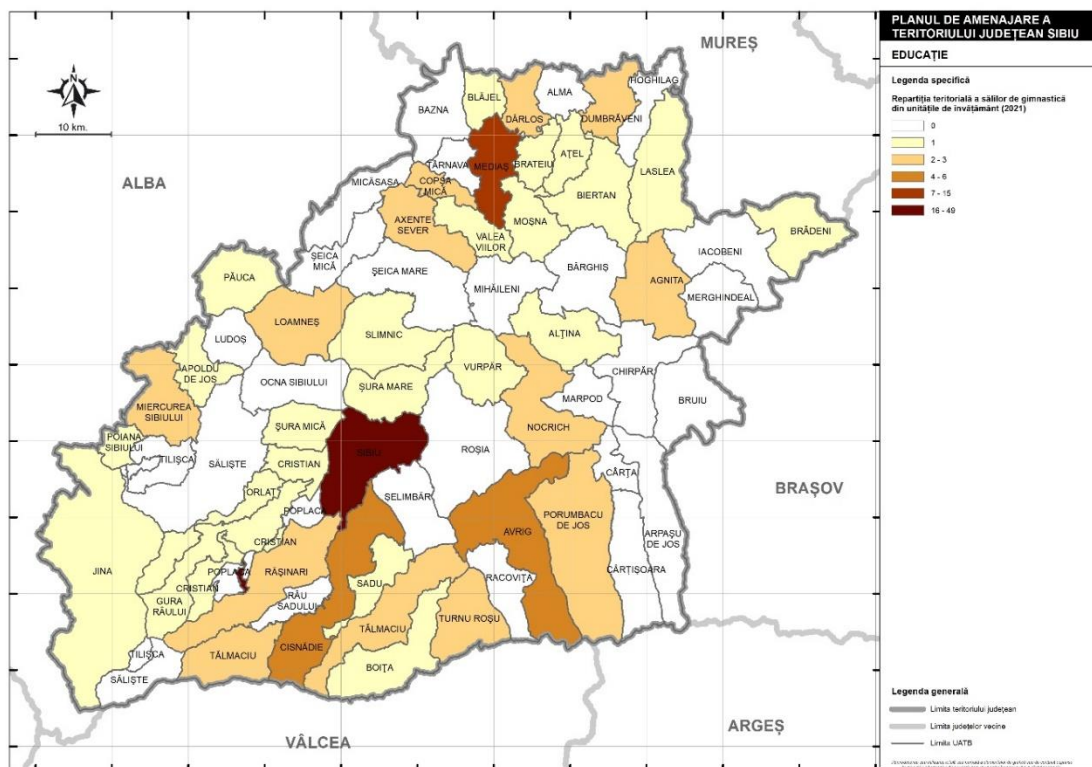 PLANUL DE AMENAJARE A
TERITORIULUI JUDEȚEAN SIBIU
EDUCAȚIE
Legenda specifică
Repartiția teritorială a sălilor de gimnastică
din unitățile de învățământ (2021)
0
1
2 - 3
4 - 6
7 - 15
16 - 49
10 km.
MUREȘ
ALBA
BRAȘOV
ARGEȘ
VÂLCEA
HOGHILAG
BLĂJEL
ALMA
BAZNA
DÂRLOS
DUMBRĂVENI
TÂRNAVA
MEDIAȘ
BRATEIU
AȚEL
LASLEA
MICĂSASA
COPȘA
MICĂ
BIERTAN
AXENTE
SEVER
MOȘNA
VALEA
VIILOR
BRĂDENI
ȘEICA
MICĂ
IACOBENI
PĂUCA
ȘEICA MARE
BÂRGHIȘ
AGNITA
MIHĂILENI
MERGHINDEAL
LOAMNEȘ
SLIMNIC
ALȚINA
LUDOȘ
VURPĂR
APOLDU
DE JOS
OCNA SIBIULUI
ȘURA MARE
CHIRPĂR
MARPOD
BRUIU
MIERCUREA
SIBIULUI
ȘURA MICĂ
NOCRICH
POIANA
SIBIULUI
TILIȘCA
SĂLIȘTE
CRISTIAN
SIBIU
ROȘIA
CÂRȚA
ORLAT
ȘELIMBĂR
POPLACA
PORUMBACU
DE JOS
AVRIG
ARPAȘU
DE JOS
CRISTIAN
JINA
POPLACA
RĂȘINARI
CÂRȚIȘOARA
CRISTIAN
SADU
RACOVIȚA
GURA
RÂULUI
RÂU
SADULUI
TURNU ROȘU
TĂLMACIU
CISNĂDIE
TILIȘCA
TĂLMACIU
BOIȚA
SĂLIȘTE
Legenda generală
Limita teritoriului județean
Limita județelor vecine
Limita UATB